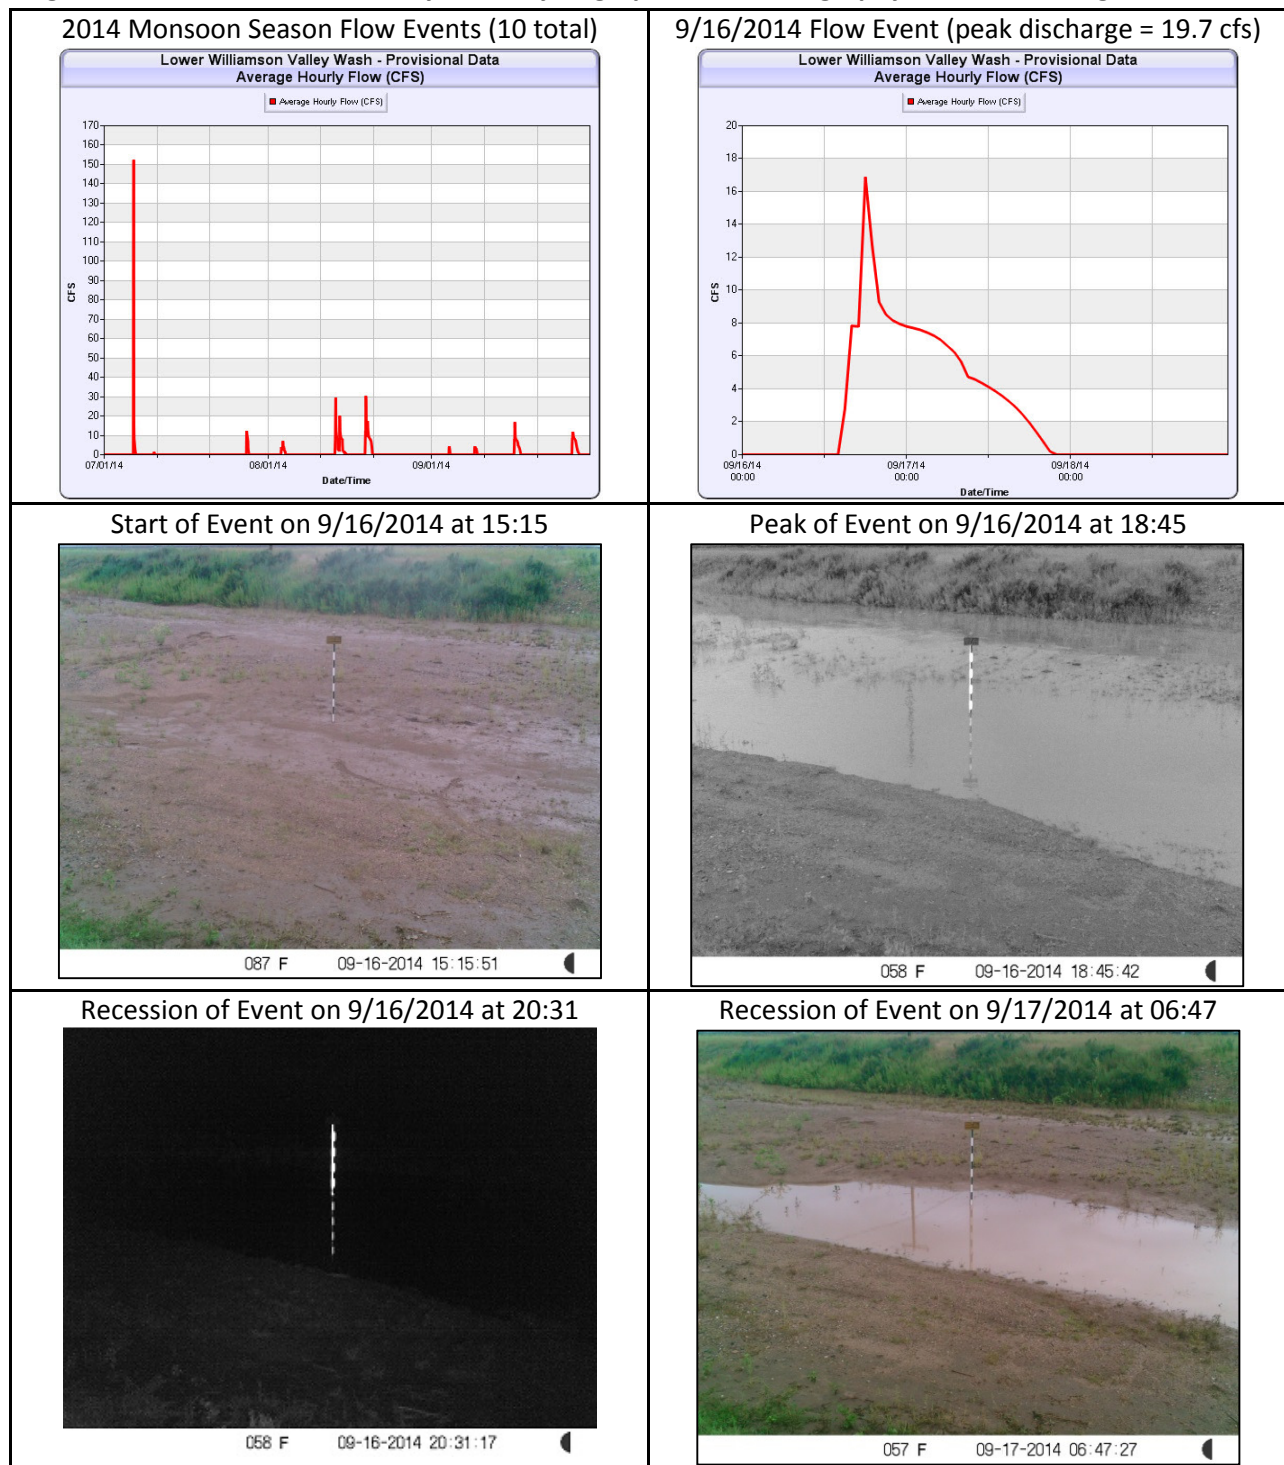 2014 Monsoon Season Flow Events (10 total)
Lower Williamson Valley Wash - Provisional Data
Average Hourly Flow (CFS)
Average Hourly Flow (CFS)
170
160
150
140
130
120
110
100
90
80
70
60
50
40
30
20
10
0
CFS
07/01/14
08/01/14
09/01/14
Date/Time
9/16/2014 Flow Event (peak discharge = 19.7 cfs)
Lower Williamson Valley Wash - Provisional Data
Average Hourly Flow (CFS)
Average Hourly Flow (CFS)
20
18
16
14
12
10
8
6
4
2
0
CFS
09/16/14 09/17/14 09/18/14
00:00 00:00 00:00
Date/Time
Start of Event on 9/16/2014 at 15:15
087 F 09-16-2014 15:15:51
Peak of Event on 9/16/2014 at 18:45
058 F 09-16-2014 18:45:42
Recession of Event on 9/16/2014 at 20:31
058 F 09-16-2014 20:31:17
Recession of Event on 9/17/2014 at 06:47
057 F 09-17-2014 06:47:27